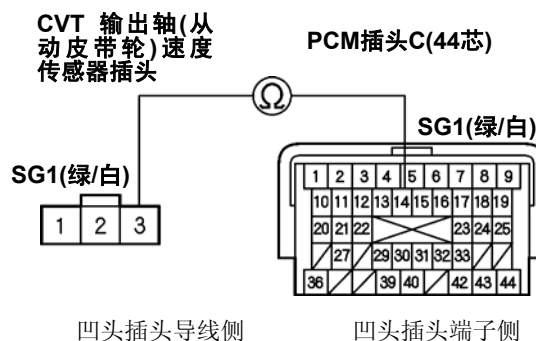 CVT 输出轴(从
动皮带轮)速度
传感器插头
PCM插头C(44芯)
Ω
SG1(绿/白)
SG1(绿/白)
1 2 3
1 2 3 4 5 6 7 8 9
10 11 12 13 14 15 16 17 18 19
20 21 22 23 24 25
27 29 30 31 32 33
36 39 40 42 43 44
凹头插头导线侧
凹头插头端子侧